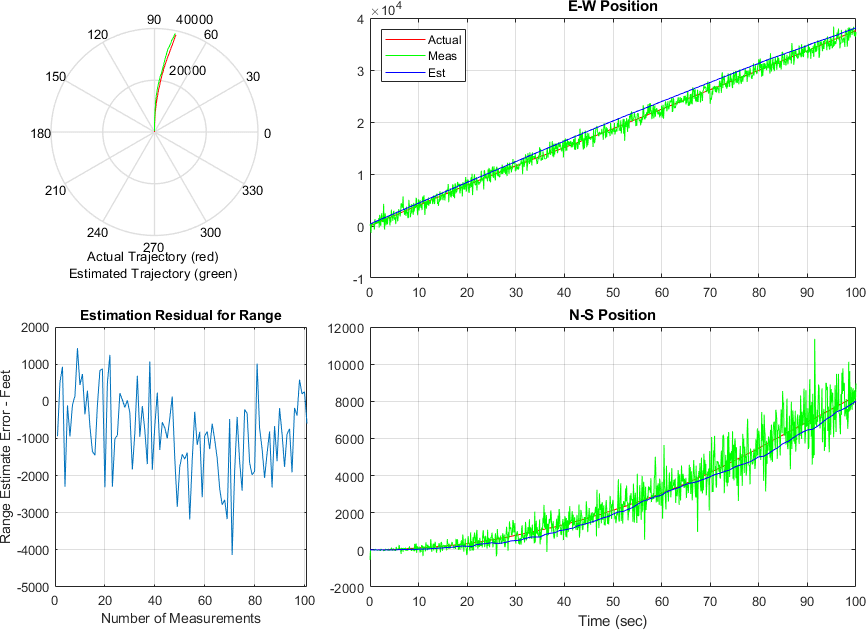 90
40000
120
60
20000
150
30
180
0
210
330
240
300
270
Actual Trajectory (red)
Estimated Trajectory (green)
E-W Position
×10^4
4
3
2
1
0
-1
Actual
Meas
Est
0 10 20 30 40 50 60 70 80 90 100
Estimation Residual for Range
Range Estimate Error - Feet
2000
1000
0
-1000
-2000
-3000
-4000
-5000
0 20 40 60 80 100
Number of Measurements
N-S Position
12000
10000
8000
6000
4000
2000
0
-2000
0 10 20 30 40 50 60 70 80 90 100
Time (sec)